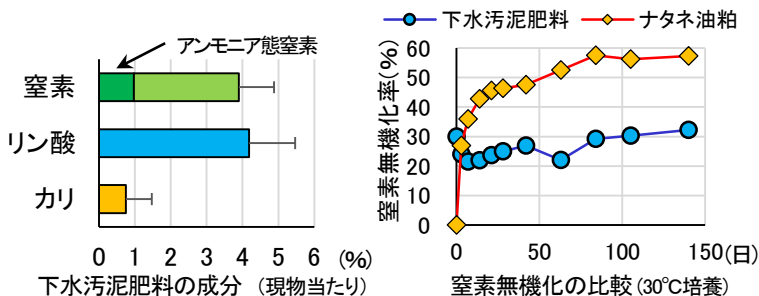 アンモニア態窒素
窒素
リン酸
カリ
0 1 2 3 4 5 6 (%)
下水汚泥肥料の成分 (現物当たり)
下水汚泥肥料 ナタネ油粕
窒素無機化率(%)
60
50
40
30
20
10
0
0 50 100 150 (日)
窒素無機化の比較(30℃培養)